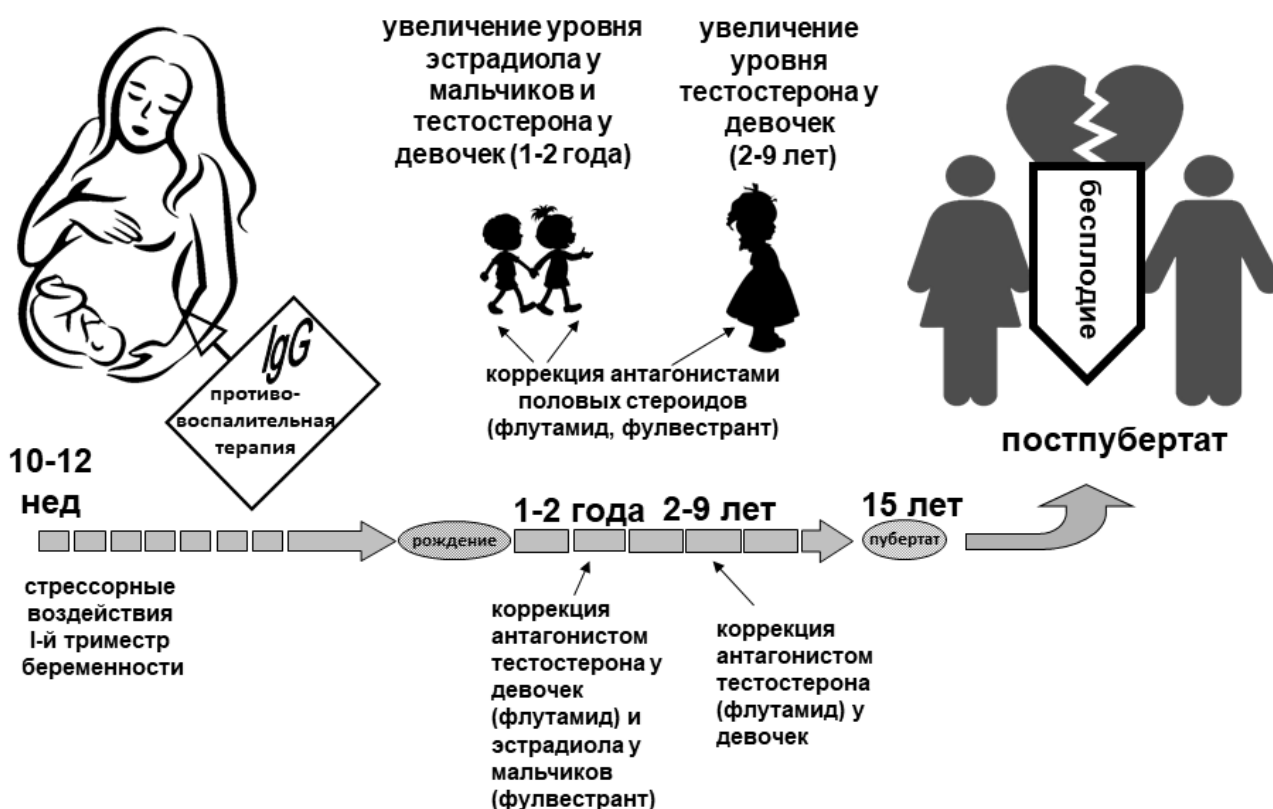 увеличение уровня
эстрадиола у
мальчиков и
тестостерона у
девочек (1-2 года)
увеличение
уровня
тестостерона у
девочек
(2-9 лет)
бесплодие
IgG
противо-
воспалительная
терапия
коррекция антагонистами
половых стероидов
(флутамид, фулвестрант)
постпубертат
10-12
нед
1-2 года
2-9 лет
15 лет
рождение
пубертат
стрессорные
воздействия
I-й триместр
беременности
коррекция
антагонистом
тестостерона у
девочек
(флутамид) и
эстрадиола у
мальчиков
(фулвестрант)
коррекция
антагонистом
тестостерона
(флутамид) у
девочек